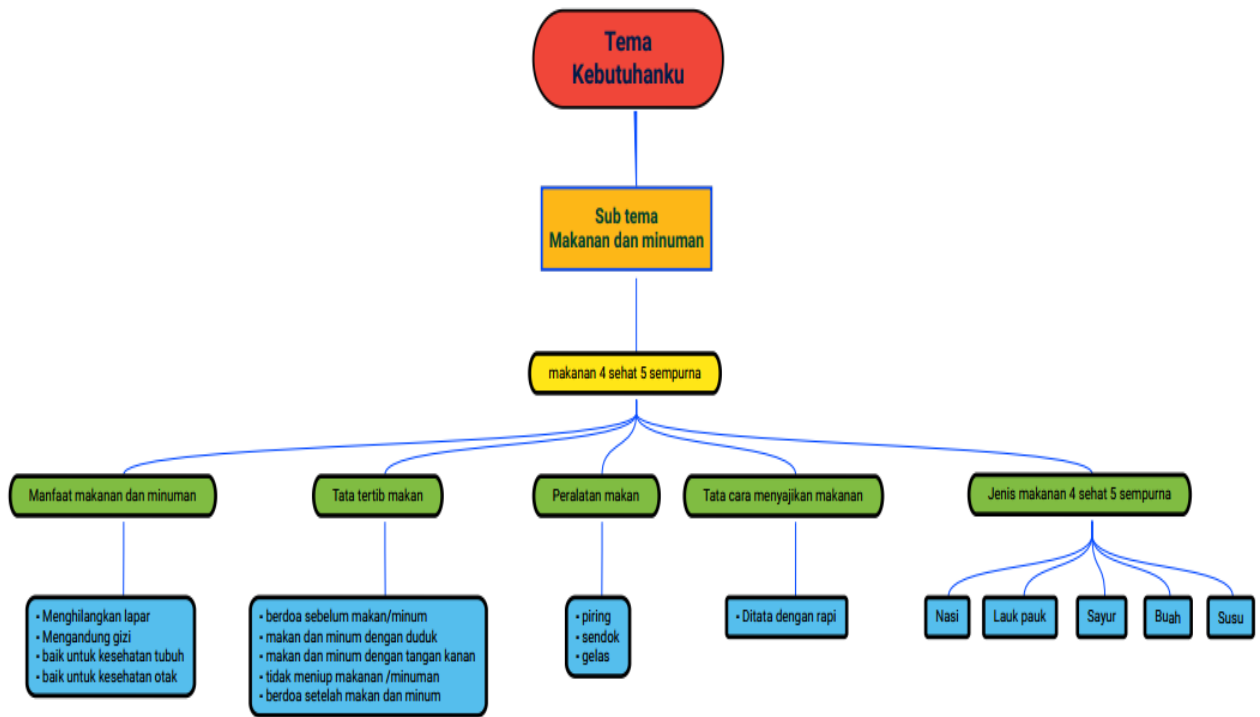 Tema
Kebutuhanku
Sub tema
Makanan dan minuman
makanan 4 sehat 5 sempurna
Manfaat makanan dan minuman
Tata tertib makan
Peralatan makan
Tata cara menyajikan makanan
Jenis makanan 4 sehat 5 sempurna
- Menghilangkan lapar
- Mengandung gizi
- baik untuk kesehatan tubuh
- baik untuk kesehatan otak
- berdoa sebelum makan/minum
- makan dan minum dengan duduk
- makan dan minum dengan tangan kanan
- tidak meniup makanan /minuman
- berdoa setelah makan dan minum
- piring
- sendok
- gelas
- Ditata dengan rapi
Nasi
Lauk pauk
Sayur
Buah
Susu